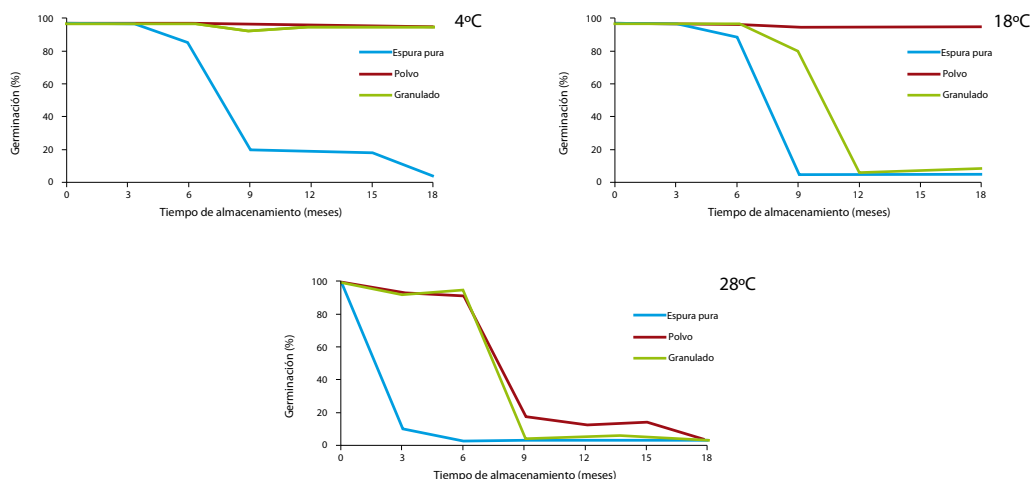 4ºC
Germinación (%)
100
80
60
40
20
0
Espura pura
Polvo
Granulado
0 3 6 9 12 15 18
Tiempo de almacenamiento (meses)
18ºC
Germinación (%)
100
80
60
40
20
0
Espura pura
Polvo
Granulado
0 3 6 9 12 15 18
Tiempo de almacenamiento (meses)
28ºC
Germinación (%)
100
80
60
40
20
0
Espura pura
Polvo
Granulado
0 3 6 9 12 15 18
Tiempo de almacenamiento (meses)